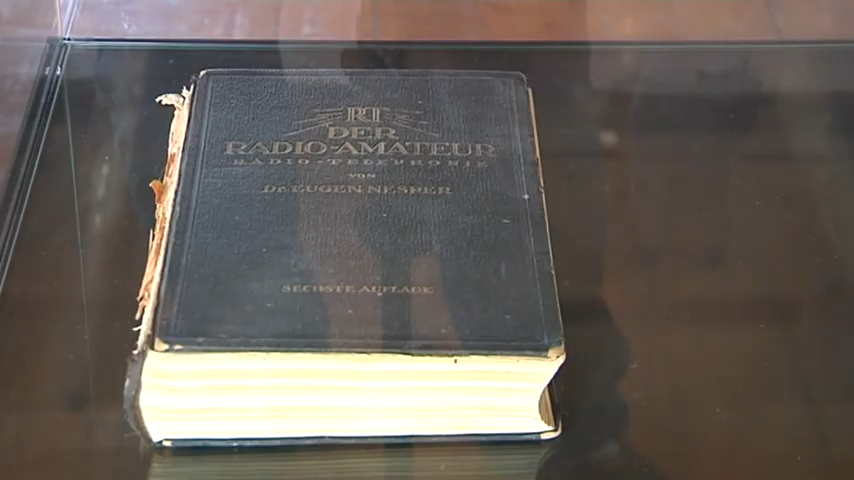 RT
DER
RADIO-AMATEUR
RADIO-TELEPHONIE
VON
Dr. EUGEN NESPER
SECHSTE AUFLAGE